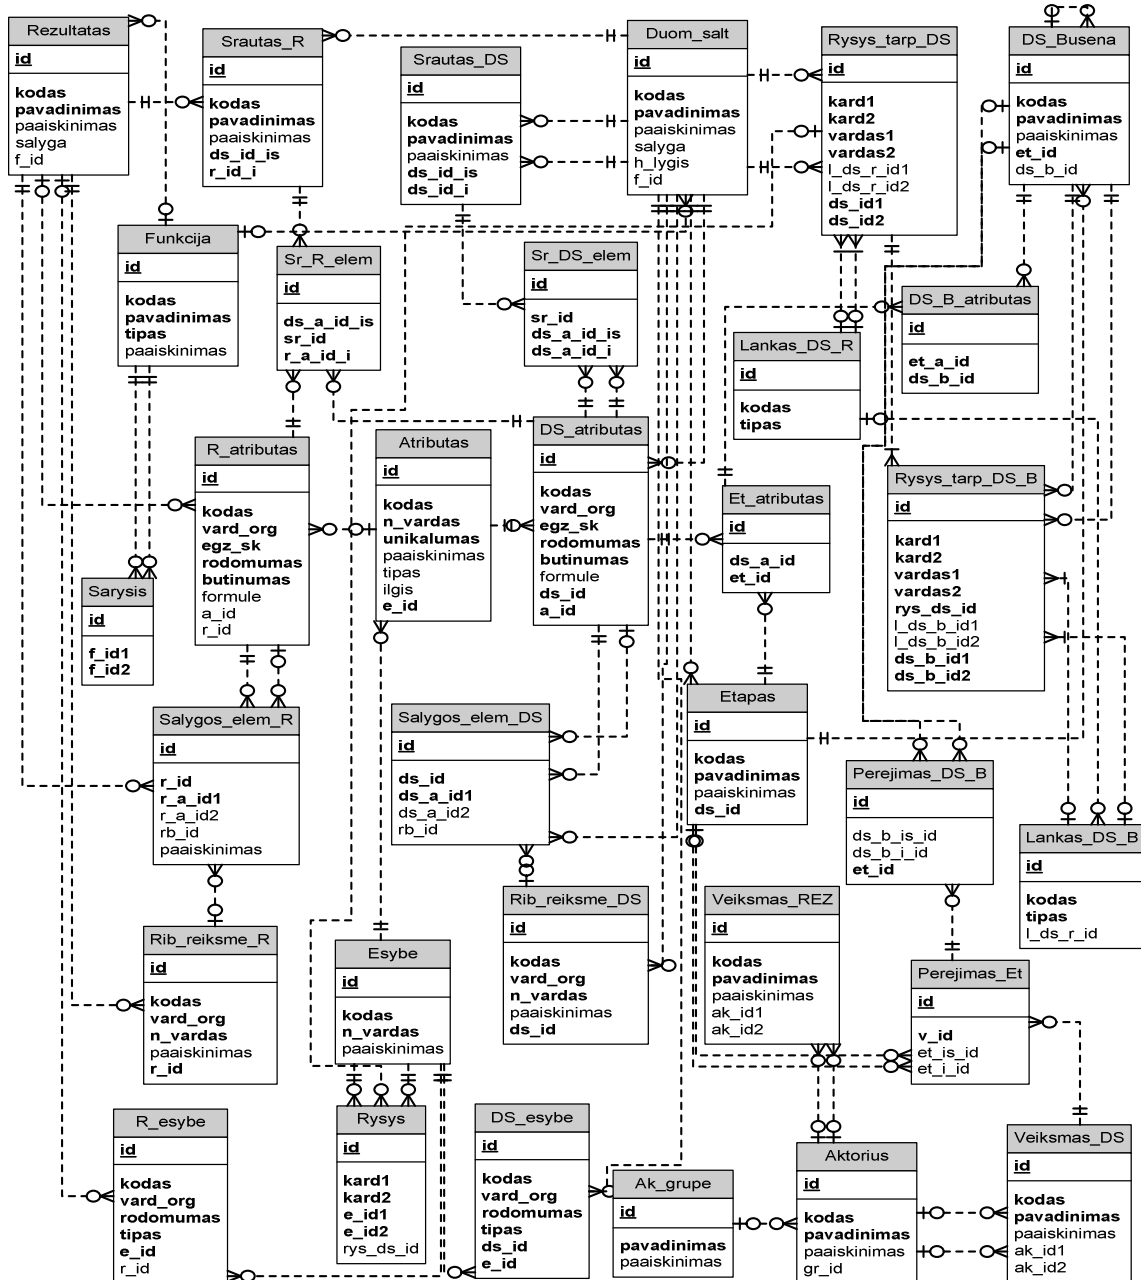 Rezultatas
id
kodas
pavadinimas
paaiskinimas
salyga
f_id
Srautas_R
id
kodas
pavadinimas
paaiskinimas
ds_id_is
r_id_i
Srautas_DS
id
kodas
pavadinimas
paaiskinimas
ds_id_is
ds_id_i
Duom_salt
id
kodas
pavadinimas
paaiskinimas
salyga
h_lygis
f_id
Rysys_tarp_DS
id
kard1
kard2
vardas1
vardas2
l_ds_r_id1
l_ds_r_id2
ds_id1
ds_id2
DS_Busena
id
kodas
pavadinimas
paaiskinimas
et_id
ds_b_id
Funkcija
id
kodas
pavadinimas
tipas
paaiskinimas
Sr_R_elem
id
ds_a_id_is
sr_id
r_a_id_i
Sr_DS_elem
id
sr_id
ds_a_id_is
ds_a_id_i
Lankas_DS_R
id
kodas
tipas
DS_B_atributas
id
et_a_id
ds_b_id
R_atributas
id
kodas
vard_org
egz_sk
rodomumas
butinumas
formule
a_id
r_id
Atributas
id
kodas
n_vardas
unikalumas
paaiskinimas
tipas
ilgis
e_id
DS_atributas
id
kodas
vard_org
egz_sk
rodomumas
butinumas
formule
ds_id
a_id
Et_atributas
id
ds_a_id
et_id
Rysys_tarp_DS_B
id
kard1
kard2
vardas1
vardas2
rys_ds_id
l_ds_b_id1
l_ds_b_id2
ds_b_id1
ds_b_id2
Sarysis
id
f_id1
f_id2
Salygos_elem_R
id
r_id
r_a_id1
r_a_id2
rb_id
paaiskinimas
Salygos_elem_DS
id
ds_id
ds_a_id1
ds_a_id2
rb_id
Etapas
id
kodas
pavadinimas
paaiskinimas
ds_id
Perejimas_DS_B
id
ds_b_is_id
ds_b_i_id
et_id
Lankas_DS_B
id
kodas
tipas
l_ds_r_id
Rib_reiksme_R
id
kodas
vard_org
n_vardas
paaiskinimas
r_id
Esybe
id
kodas
n_vardas
paaiskinimas
Rib_reiksme_DS
id
kodas
vard_org
n_vardas
paaiskinimas
ds_id
Veiksmas_REZ
id
kodas
pavadinimas
paaiskinimas
ak_id1
ak_id2
Perejimas_Et
id
v_id
et_is_id
et_i_id
R_esybe
id
kodas
vard_org
rodomumas
tipas
e_id
r_id
Rysys
id
kard1
kard2
e_id1
e_id2
rys_ds_id
DS_esybe
id
kodas
vard_org
rodomumas
tipas
ds_id
e_id
Ak_grupe
id
pavadinimas
paaiskinimas
Aktorius
id
kodas
pavadinimas
paaiskinimas
gr_id
Veiksmas_DS
id
kodas
pavadinimas
paaiskinimas
ak_id1
ak_id2